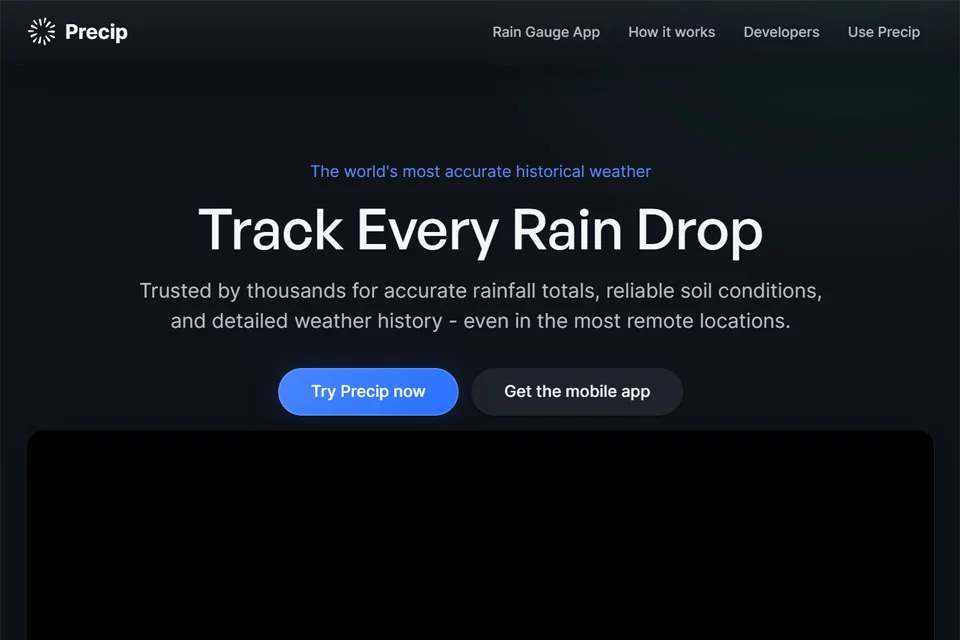 Precip
Rain Gauge App
How it works
Developers
Use Precip
The world's most accurate historical weather
Track Every Rain Drop
Trusted by thousands for accurate rainfall totals, reliable soil conditions,
and detailed weather history - even in the most remote locations.
Try Precip now
Get the mobile app